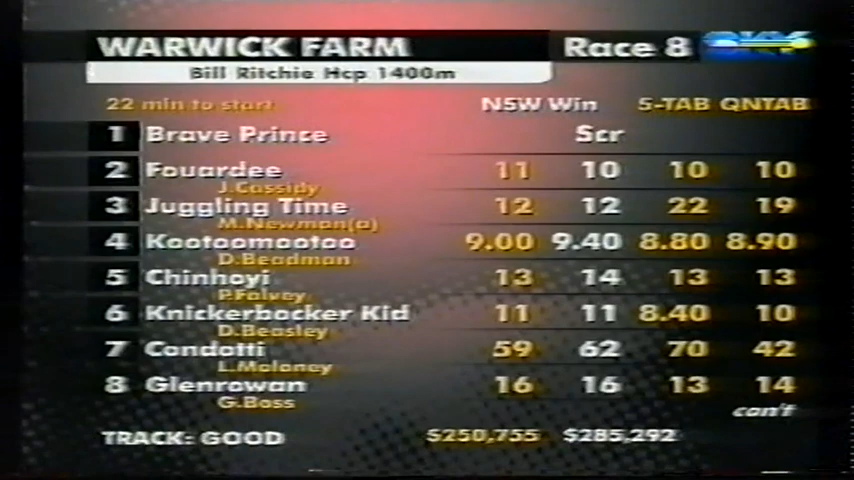 WARWICK FARM Race 8 SKY
Bill Ritchie Hcp 1400m
22 min to start NSW Win S-TAB QNTAB
1 Brave Prince Scr
2 Fouardee 11 10 10 10
J.Cassidy
3 Juggling Time 12 12 22 19
M.Newman(a)
4 Kootoomootoo 9.00 9.40 8.80 8.90
D.Beadman
5 Chinhoyi 13 14 13 13
P.Falvey
6 Knickerbocker Kid 11 11 8.40 10
D.Beasley
7 Condotti 59 62 70 42
L.Maloney
8 Glenrowan 16 16 13 14
G.Boss
can't
TRACK: GOOD $250,755 $285,292